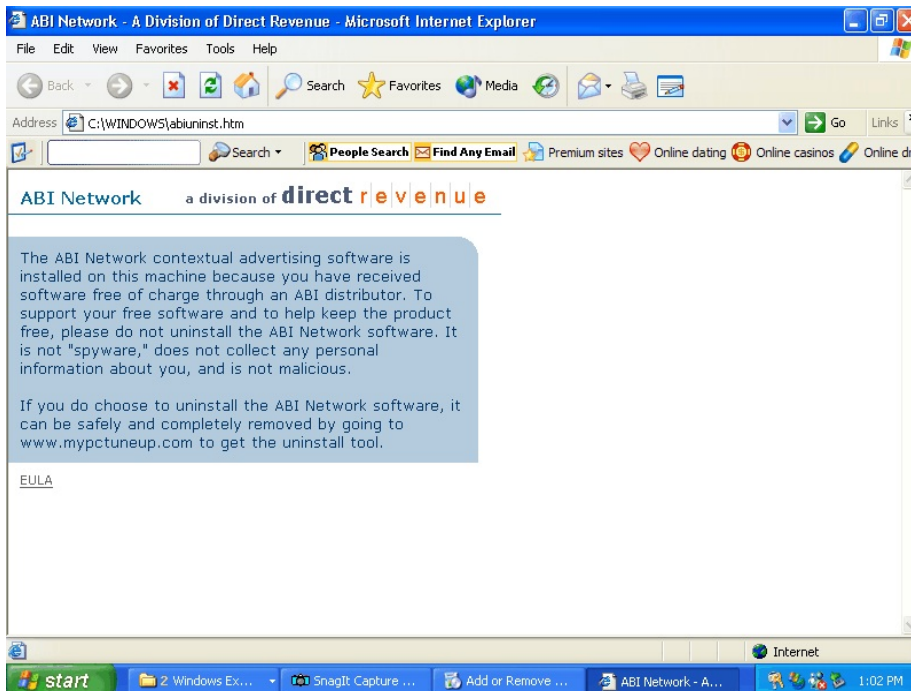 ABI Network - A Division of Direct Revenue - Microsoft Internet Explorer
File Edit View Favorites Tools Help
Back Search Favorites Media
Address C:\WINDOWS\abiuninst.htm Go Links
Search People Search Find Any Email Premium sites Online dating Online casinos Online
ABI Network a division of direct revenue
The ABI Network contextual advertising software is
installed on this machine because you have received
software free of charge through an ABI distributor. To
support your free software and to help keep the product
free, please do not uninstall the ABI Network software. It
is not "spyware," does not collect any personal
information about you, and is not malicious.
If you do choose to uninstall the ABI Network software, it
can be safely and completely removed by going to
www.mypctuneup.com to get the uninstall tool.
EULA
Internet
start 2 Windows Ex... SnagIt Capture ... Add or Remove ... ABI Network - A... 1:02 PM